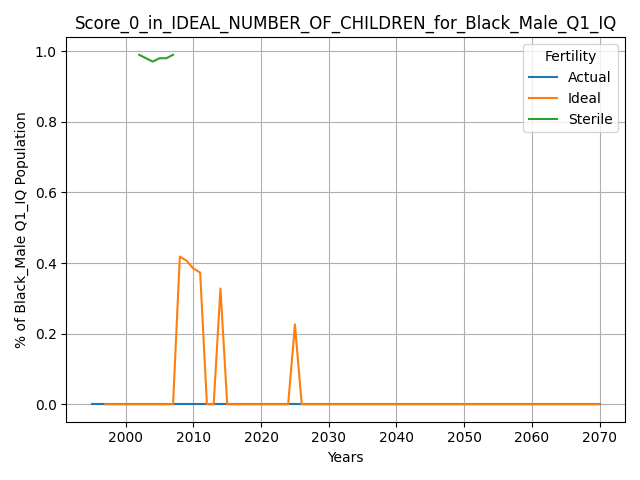 Score_0_in_IDEAL_NUMBER_OF_CHILDREN_for_Black_Male_Q1_IQ
Fertility
Actual
Ideal
Sterile
% of Black_Male Q1_IQ Population
1.0
0.8
0.6
0.4
0.2
0.0
2000 2010 2020 2030 2040 2050 2060 2070
Years